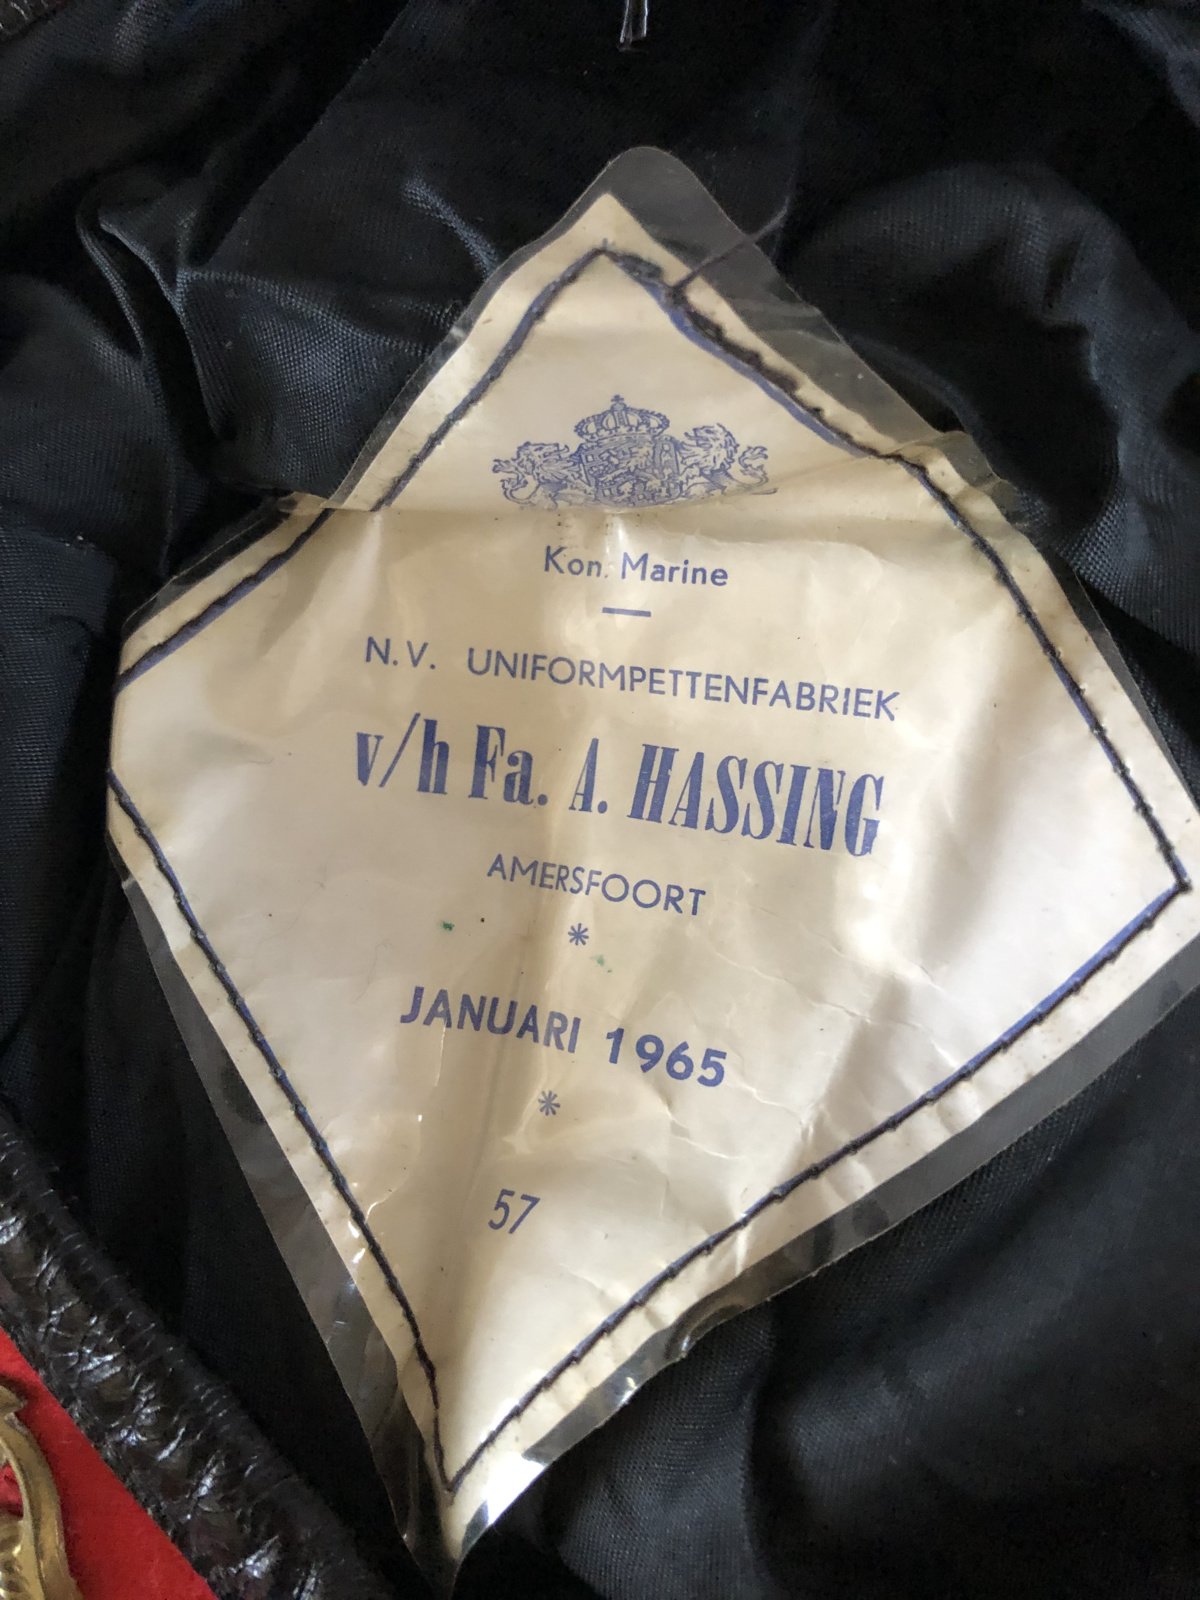 Kon. Marine
N.V. UNIFORMPETTENFABRIEK
v/h Fa. A. HASSING
AMERSFOORT
*
JANUARI 1965
*
57